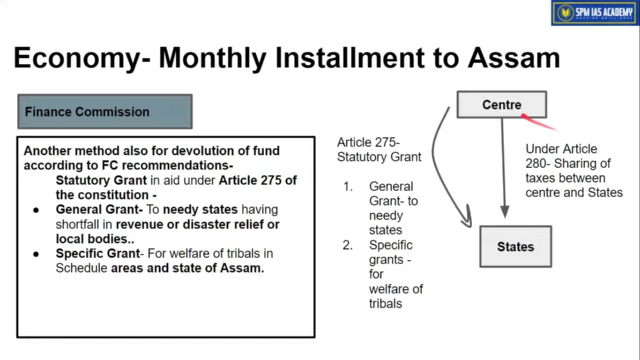 SPM IAS ACADEMY
Economy- Monthly Installment to Assam
Finance Commission
Another method also for devolution of fund
according to FC recommendations-
Statutory Grant in aid under Article 275 of
the constitution -
● General Grant- To needy states having
shortfall in revenue or disaster relief or
local bodies..
● Specific Grant- For welfare of tribals in
Schedule areas and state of Assam.
Article 275-
Statutory Grant
1. General
Grant- to
needy
states
2. Specific
grants -
for
welfare of
tribals
Centre
Under Article
280- Sharing of
taxes between
centre and States
States